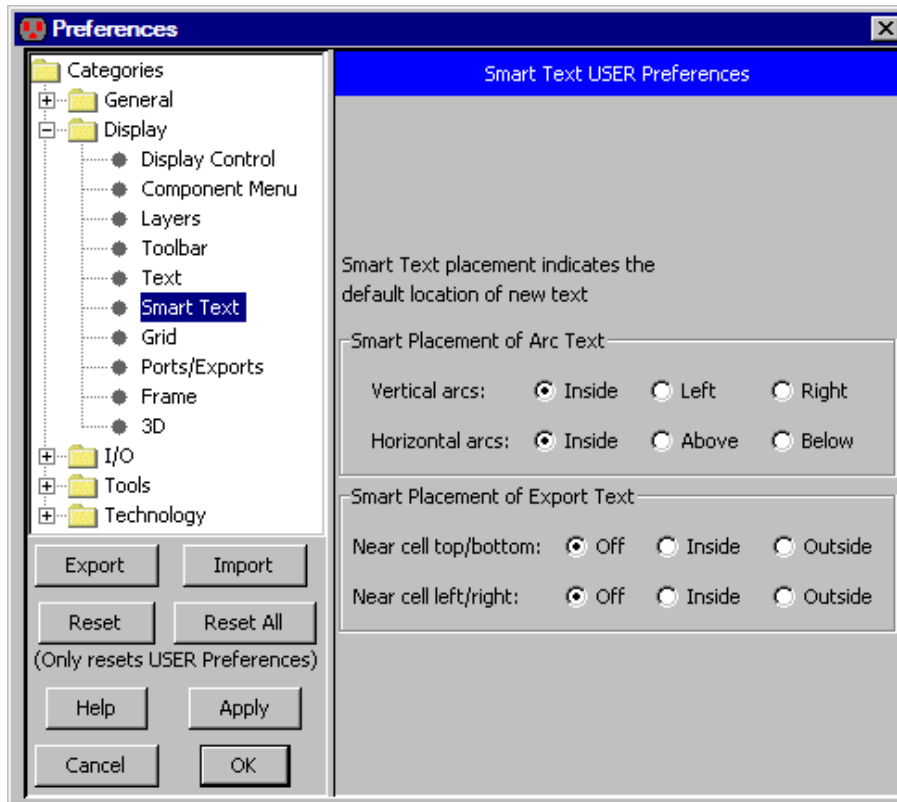 Preferences
Categories
General
Display
Display Control
Component Menu
Layers
Toolbar
Text
Smart Text
Grid
Ports/Exports
Frame
3D
I/O
Tools
Technology
Export Import
Reset Reset All
(Only resets USER Preferences)
Help Apply
Cancel OK
Smart Text USER Preferences
Smart Text placement indicates the
default location of new text
Smart Placement of Arc Text
Vertical arcs: Inside Left Right
Horizontal arcs: Inside Above Below
Smart Placement of Export Text
Near cell top/bottom: Off Inside Outside
Near cell left/right: Off Inside Outside